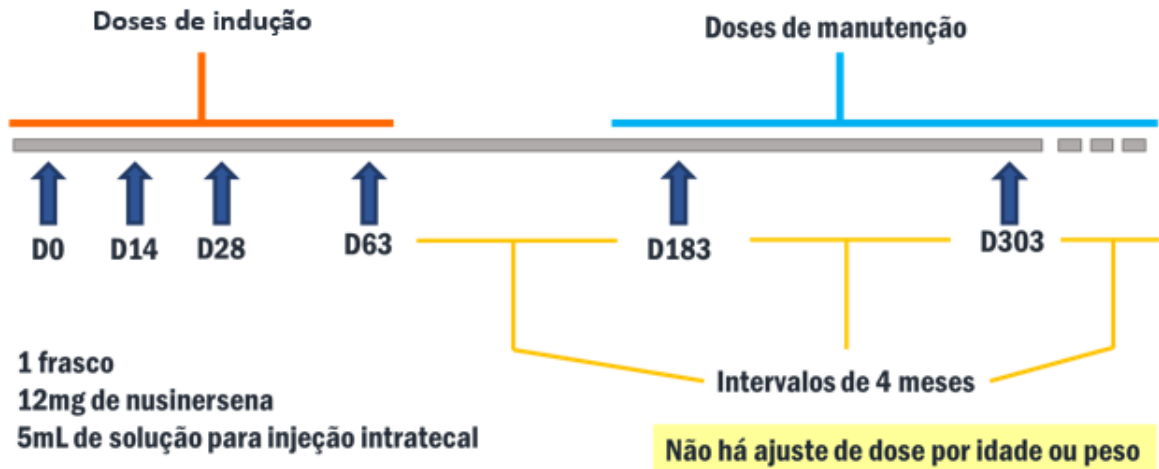 Doses de indução
Doses de manutenção
D0
D14
D28
D63
D183
D303
1 frasco
12mg de nusinersena
5mL de solução para injeção intratecal
Intervalos de 4 meses
Não há ajuste de dose por idade ou peso